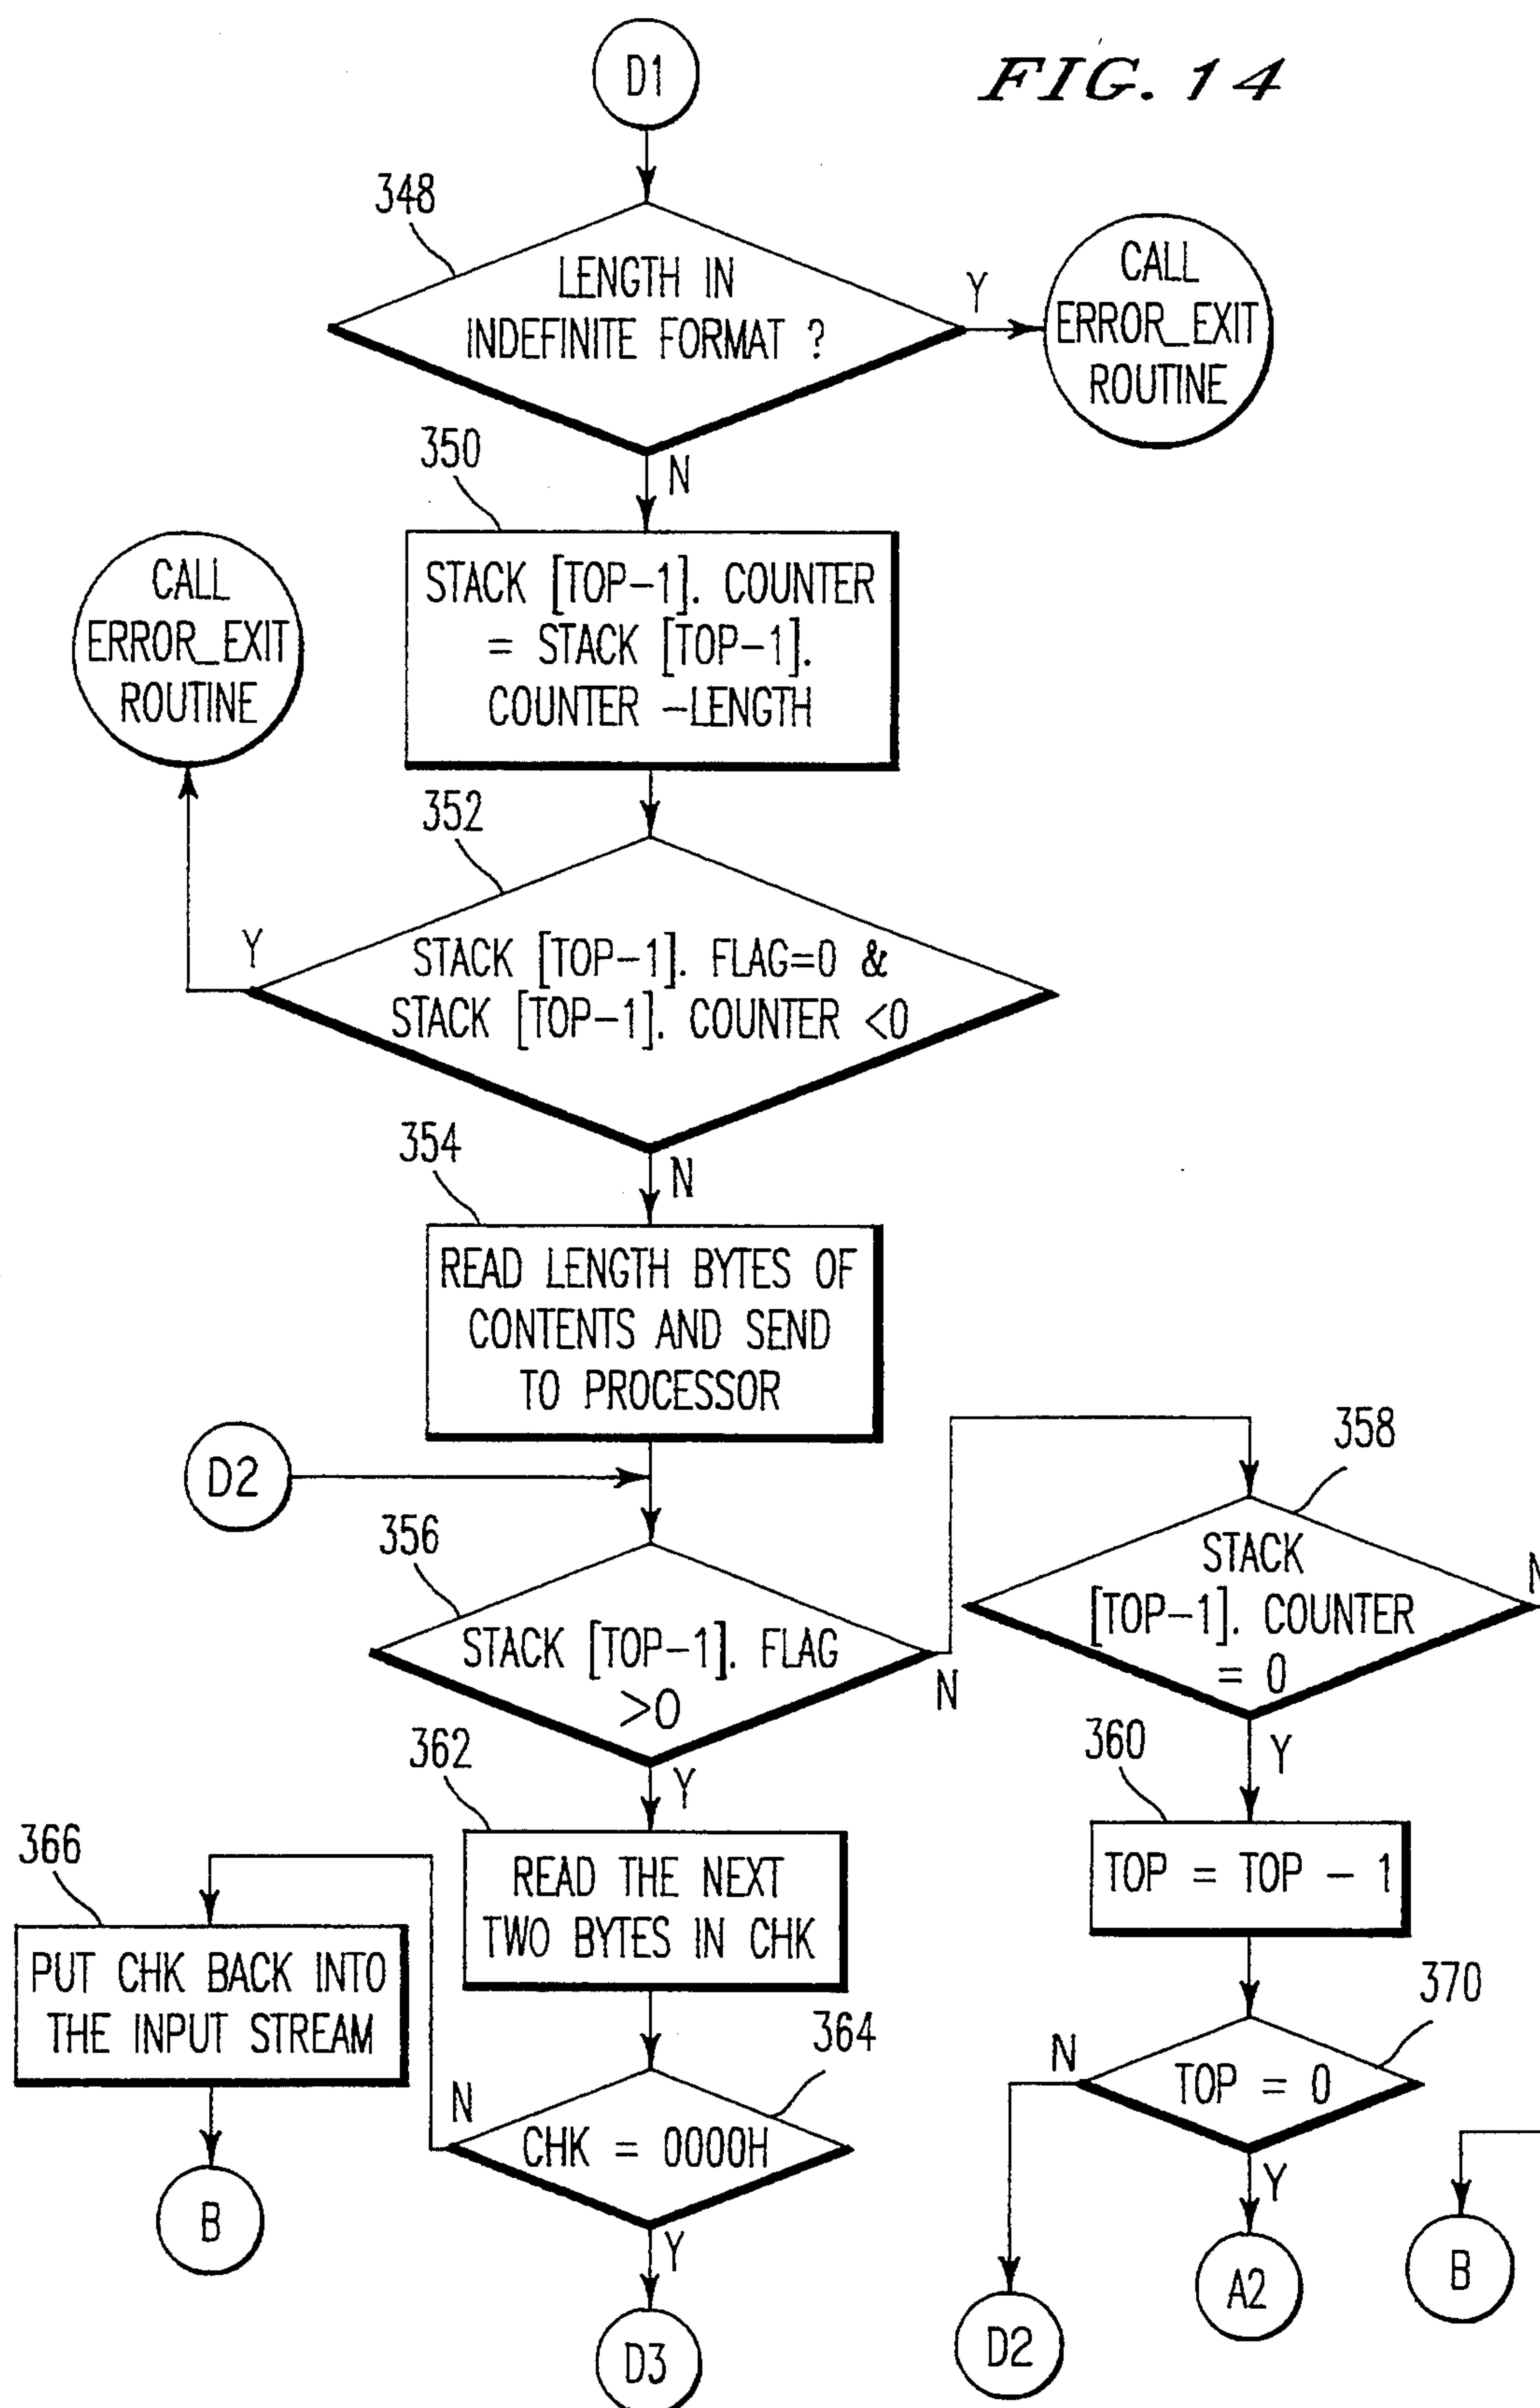 D1
FIG. 14
348
LENGTH IN
INDEFINITE FORMAT ?
Y
CALL
ERROR_EXIT
ROUTINE
350
N
CALL
ERROR_EXIT
ROUTINE
STACK [TOP-1]. COUNTER
= STACK [TOP-1].
COUNTER -LENGTH
352
Y
STACK [TOP-1]. FLAG=0 &
STACK [TOP-1]. COUNTER <0
354
N
READ LENGTH BYTES OF
CONTENTS AND SEND
TO PROCESSOR
D2
356
STACK [TOP-1]. FLAG
>0
N
358
STACK
[TOP-1]. COUNTER
= 0
N
362
Y
360
Y
366
READ THE NEXT
TWO BYTES IN CHK
TOP = TOP - 1
PUT CHK BACK INTO
THE INPUT STREAM
364
370
N
CHK = 0000H
N
TOP = 0
B
Y
D3
Y
D2
A2
B